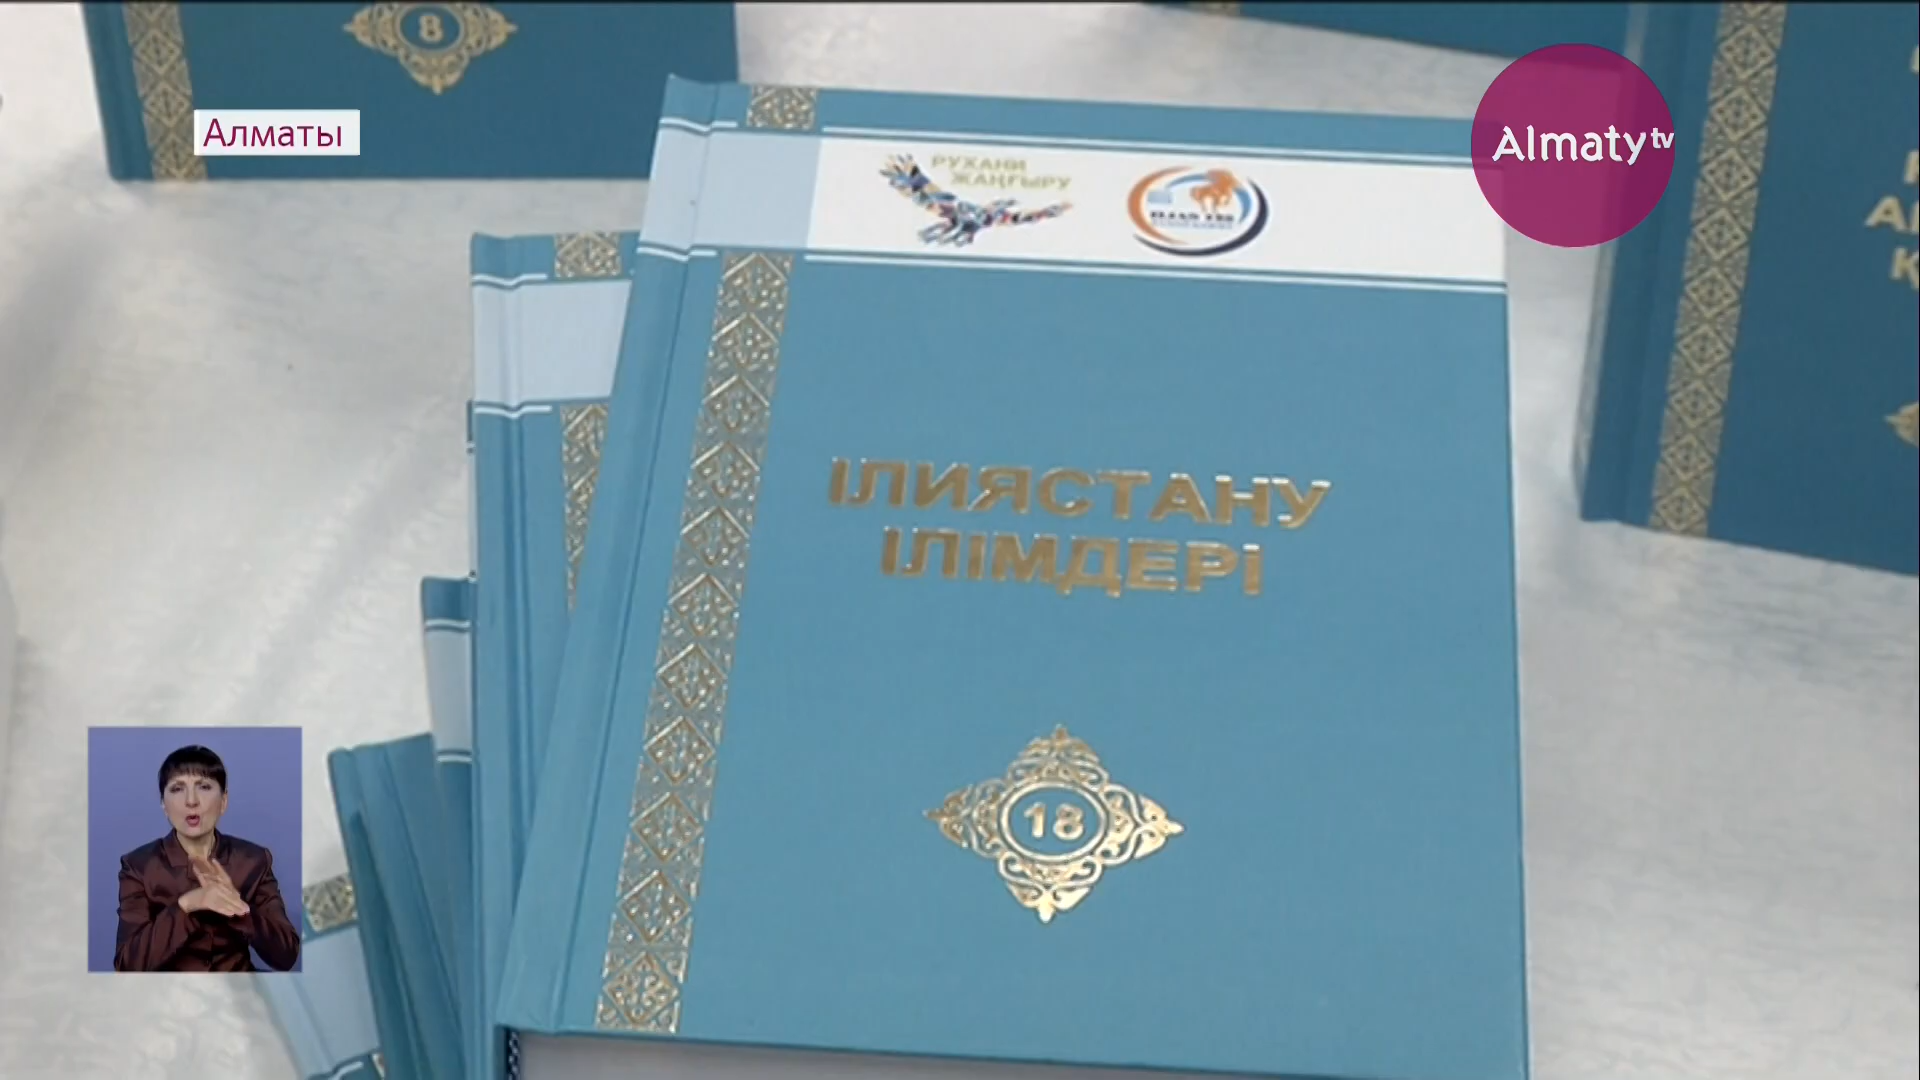 8
Алматы
Almaty tv
РУХАНИ
ЖАҢҒЫРУ
ІЛИЯСТАНУ
ІЛІМДЕРІ
18